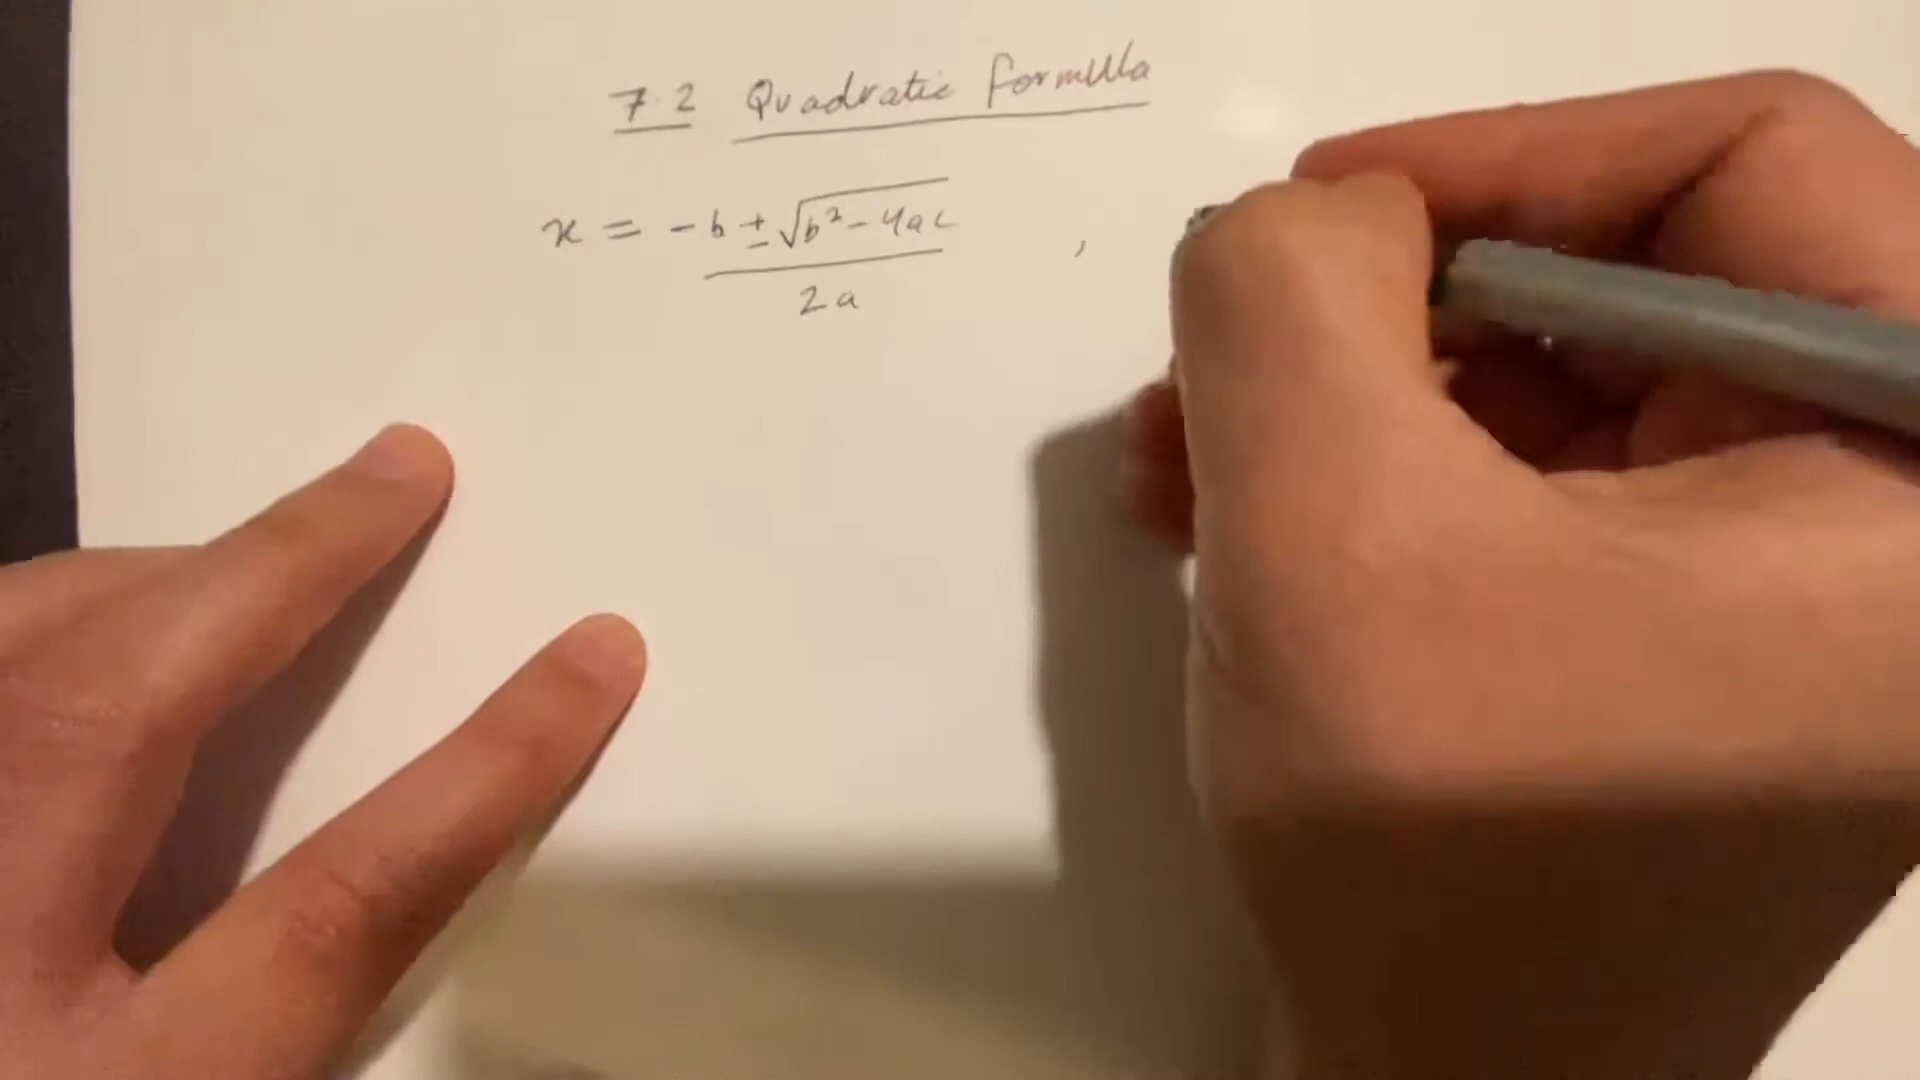 7.2 Quadratic formula
x = -b ± √b² - 4ac ,
2a